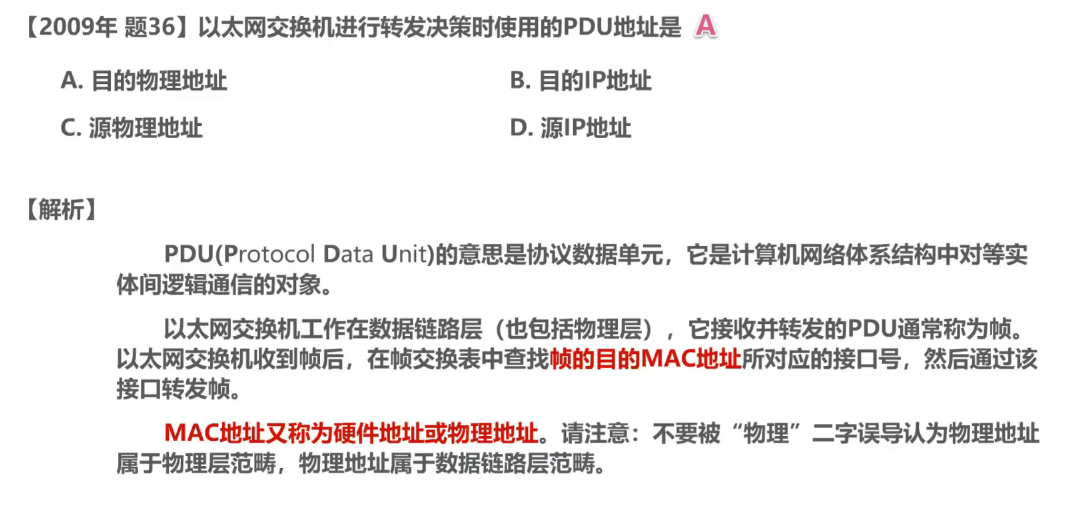 【2009年 题36】以太网交换机进行转发决策时使用的PDU地址是 A
A. 目的物理地址 B. 目的IP地址
C. 源物理地址 D. 源IP地址
【解析】
PDU(Protocol Data Unit)的意思是协议数据单元，它是计算机网络体系结构中对等实
体间逻辑通信的对象。
以太网交换机工作在数据链路层（也包括物理层），它接收并转发的PDU通常称为帧。
以太网交换机收到帧后，在帧交换表中查找帧的目的MAC地址所对应的接口号，然后通过该
接口转发帧。
MAC地址又称为硬件地址或物理地址。请注意：不要被“物理”二字误导认为物理地址
属于物理层范畴，物理地址属于数据链路层范畴。